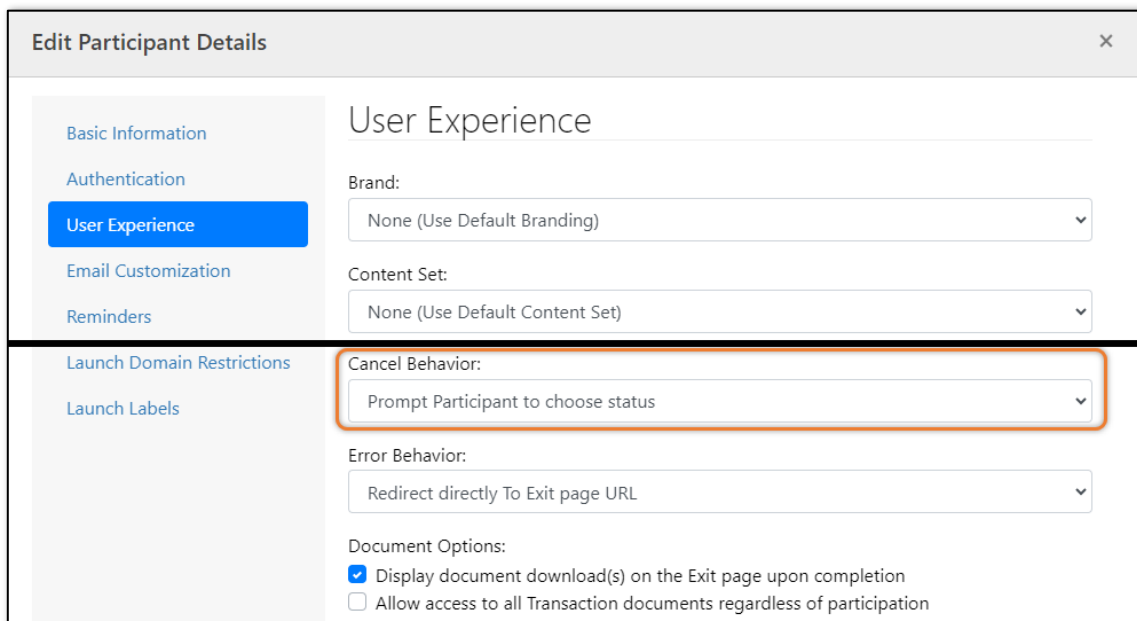 Edit Participant Details
×
Basic Information
Authentication
User Experience
Email Customization
Reminders
Launch Domain Restrictions
Launch Labels
User Experience
Brand:
None (Use Default Branding)
Content Set:
None (Use Default Content Set)
Cancel Behavior:
Prompt Participant to choose status
Error Behavior:
Redirect directly To Exit page URL
Document Options:
Display document download(s) on the Exit page upon completion
Allow access to all Transaction documents regardless of participation